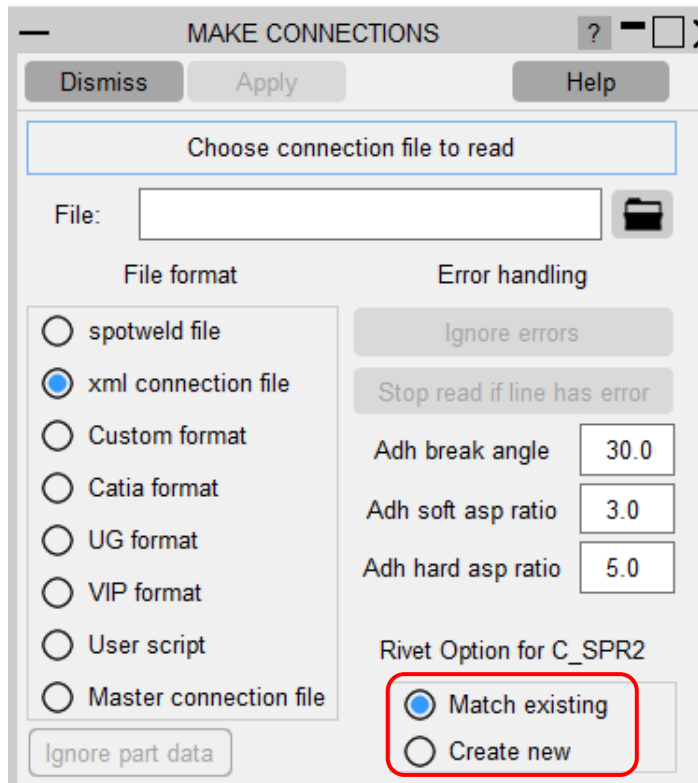 MAKE CONNECTIONS ?
Dismiss Apply Help
Choose connection file to read
File:
File format
spotweld file
xml connection file
Custom format
Catia format
UG format
VIP format
User script
Master connection file
Ignore part data
Error handling
Ignore errors
Stop read if line has error
Adh break angle 30.0
Adh soft asp ratio 3.0
Adh hard asp ratio 5.0
Rivet Option for C_SPR2
Match existing
Create new